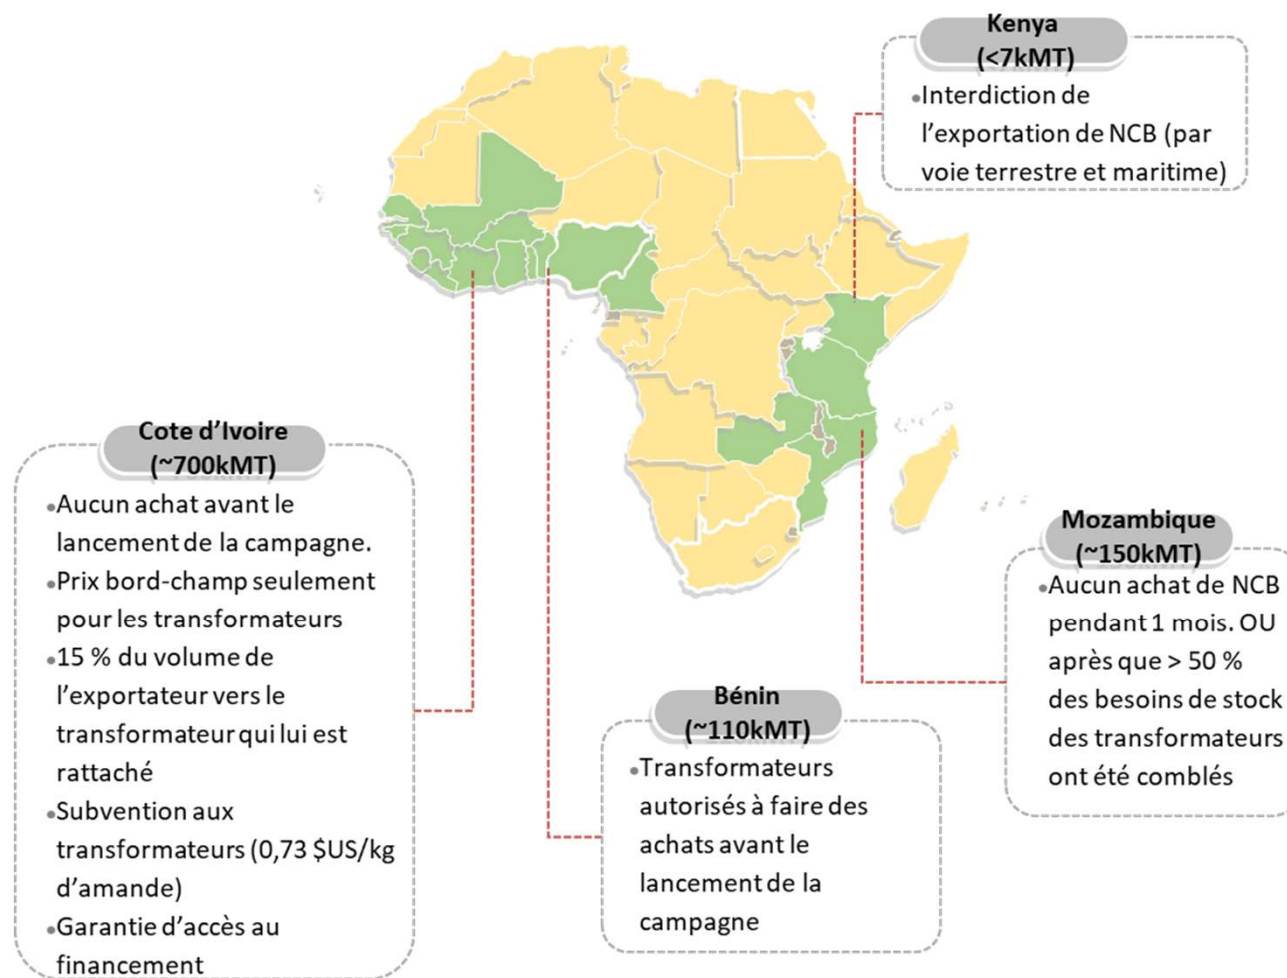 Kenya
(<7kMT)
•Interdiction de
l'exportation de NCB (par
voie terrestre et maritime)
Cote d'Ivoire
(~700kMT)
•Aucun achat avant le
lancement de la campagne.
•Prix bord-champ seulement
pour les transformateurs
•15 % du volume de
l'exportateur vers le
transformateur qui lui est
rattaché
•Subvention aux
transformateurs (0,73 $US/kg
d'amande)
•Garantie d'accès au
financement
Bénin
(~110kMT)
•Transformateurs
autorisés à faire des
achats avant le
lancement de la
campagne
Mozambique
(~150kMT)
•Aucun achat de NCB
pendant 1 mois. OU
après que > 50 %
des besoins de stock
des transformateurs
ont été comblés